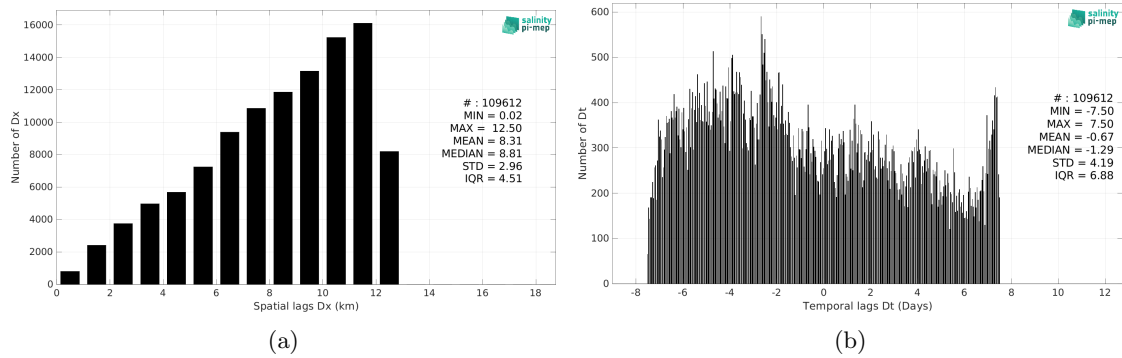 16000
14000
12000
10000
8000
6000
4000
2000
0
Number of Dx
0
2
4
6
8
10
12
14
16
18
Spatial lags Dx (km)
salinity
pi-mep
# : 109612
MIN = 0.02
MAX = 12.50
MEAN = 8.31
MEDIAN = 8.81
STD = 2.96
IQR = 4.51
(a)
600
500
400
300
200
100
0
Number of Dt
-8
-6
-4
-2
0
2
4
6
8
10
12
Temporal lags Dt (Days)
salinity
pi-mep
# : 109612
MIN = -7.50
MAX = 7.50
MEAN = -0.67
MEDIAN = -1.29
STD = 4.19
IQR = 6.88
(b)